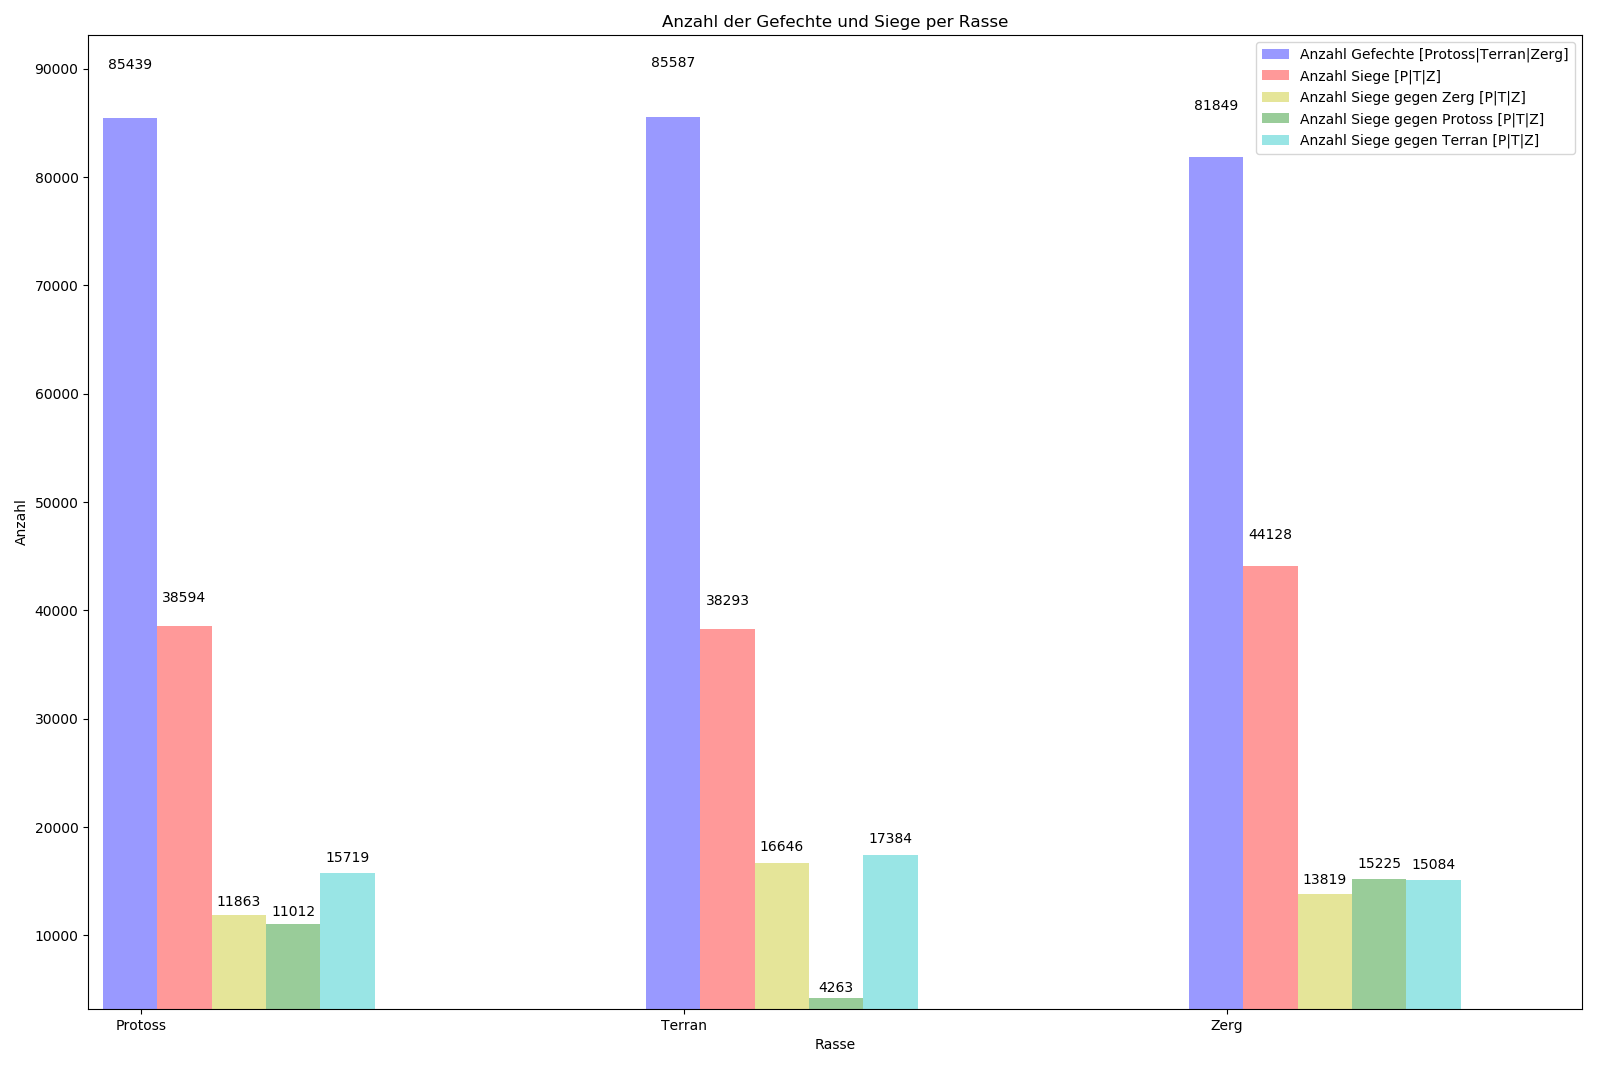 Anzahl der Gefechte und Siege per Rasse
Anzahl Gefechte [Protoss|Terran|Zerg]
Anzahl Siege [P|T|Z]
Anzahl Siege gegen Zerg [P|T|Z]
Anzahl Siege gegen Protoss [P|T|Z]
Anzahl Siege gegen Terran [P|T|Z]
90000
80000
70000
60000
50000
40000
30000
20000
10000
Anzahl
85439
38594
11863
11012
15719
85587
38293
16646
4263
17384
81849
44128
13819
15225
15084
Protoss
Terran
Zerg
Rasse